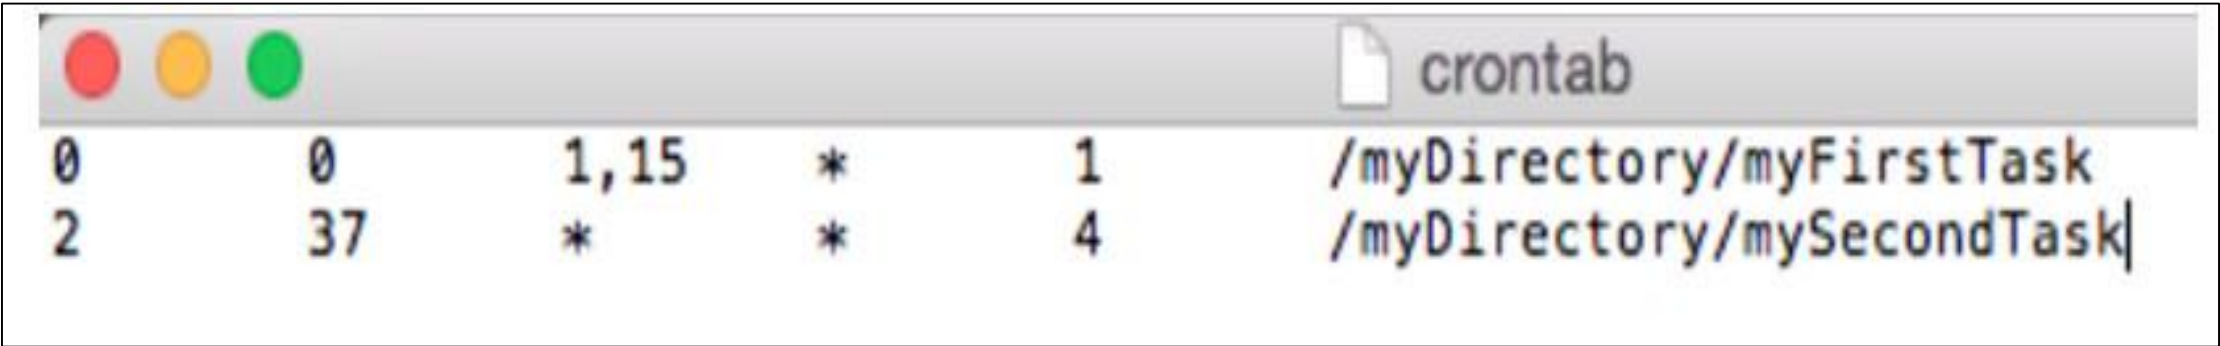 crontab
0 0 1,15 * 1 /myDirectory/myFirstTask
2 37 * * 4 /myDirectory/mySecondTask